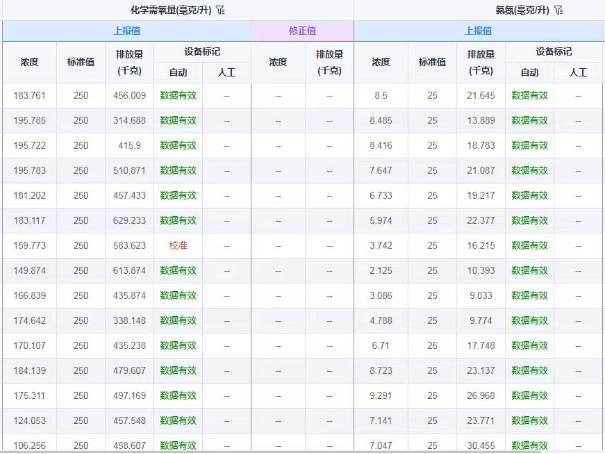 化学需氧量(毫克/升) 氨氮(毫克/升)
上报值 修正值 上报值
浓度 标准值 排放量(千克) 设备标记 浓度 排放量(千克) 浓度 标准值 排放量(千克) 设备标记
自动 人工 自动 人工
183.761 250 456.009 数据有效 -- -- -- 8.5 25 21.645 数据有效 --
195.785 250 314.688 数据有效 -- -- -- 8.485 25 13.889 数据有效 --
195.722 250 415.9 数据有效 -- -- -- 8.416 25 18.783 数据有效 --
195.783 250 510.871 数据有效 -- -- -- 7.647 25 21.087 数据有效 --
181.202 250 457.433 数据有效 -- -- -- 6.733 25 19.217 数据有效 --
183.117 250 629.233 数据有效 -- -- -- 5.974 25 22.377 数据有效 --
159.773 250 583.623 校准 -- -- -- 3.742 25 16.215 数据有效 --
149.874 250 613.874 数据有效 -- -- -- 2.125 25 10.393 数据有效 --
166.839 250 435.874 数据有效 -- -- -- 3.086 25 9.033 数据有效 --
174.642 250 338.148 数据有效 -- -- -- 4.788 25 9.774 数据有效 --
170.107 250 435.238 数据有效 -- -- -- 6.71 25 17.748 数据有效 --
184.139 250 479.607 数据有效 -- -- -- 8.723 25 23.137 数据有效 --
175.311 250 497.169 数据有效 -- -- -- 9.291 25 26.968 数据有效 --
124.053 250 457.548 数据有效 -- -- -- 7.141 25 23.771 数据有效 --
106.256 250 458.607 数据有效 -- -- -- 7.047 25 30.455 数据有效 --